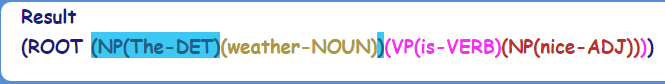 Result
(ROOT (NP(The-DET)(weather-NOUN))(VP(is-VERB)(NP(nice-ADJ))))